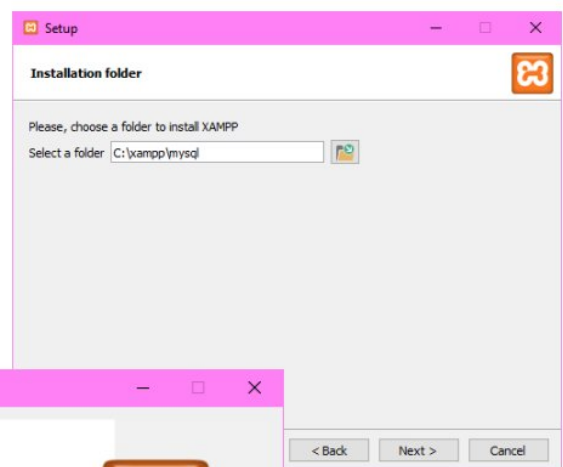 Setup
Installation folder
Please, choose a folder to install XAMPP
Select a folder C:\xampp\mysql
< Back Next > Cancel